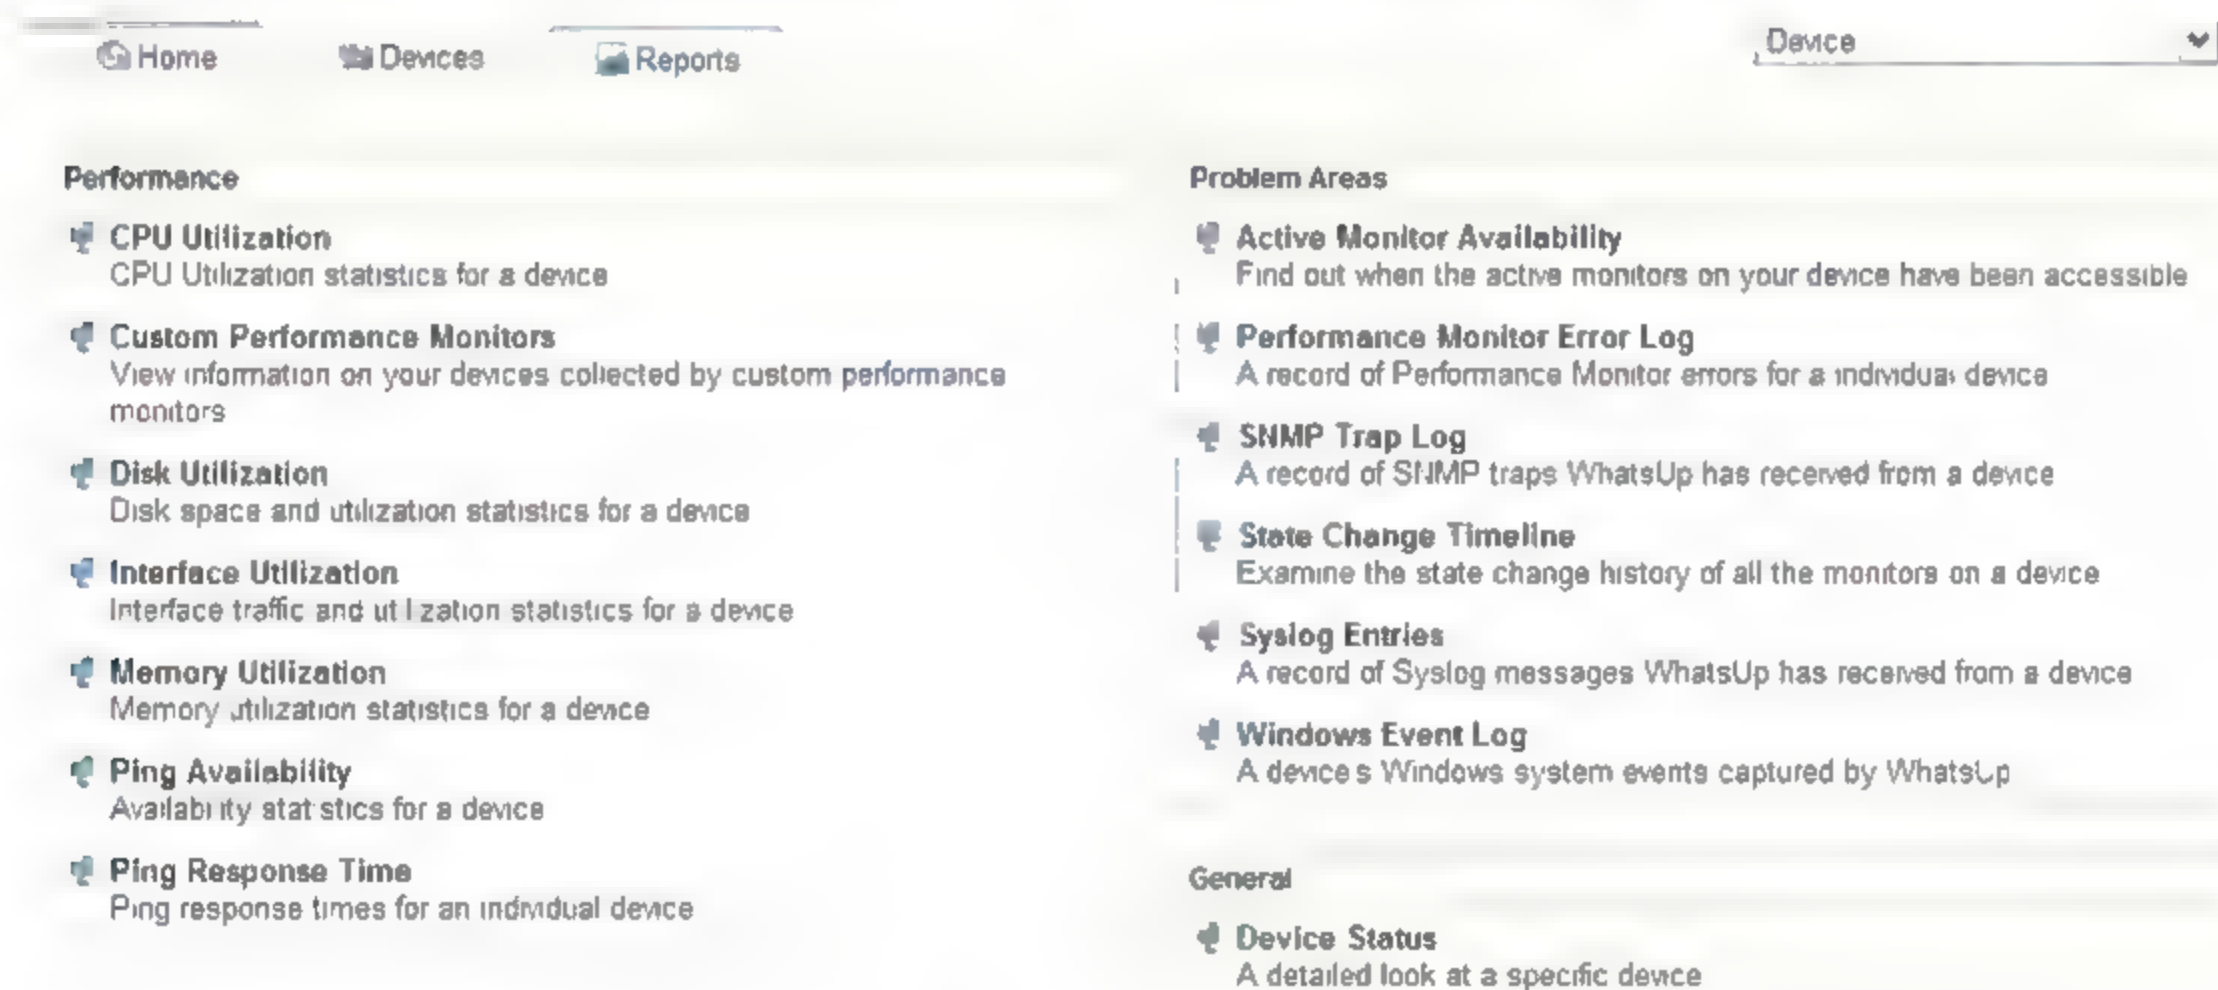 Home
Devices
Reports
Device
Performance
CPU Utilization
CPU Utilization statistics for a device
Custom Performance Monitors
View information on your devices collected by custom performance
monitors
Disk Utilization
Disk space and utilization statistics for a device
Interface Utilization
Interface traffic and utilization statistics for a device
Memory Utilization
Memory utilization statistics for a device
Ping Availability
Availability statistics for a device
Ping Response Time
Ping response times for an individual device
Problem Areas
Active Monitor Availability
Find out when the active monitors on your device have been accessible
Performance Monitor Error Log
A record of Performance Monitor errors for a individual device
SNMP Trap Log
A record of SNMP traps WhatsUp has received from a device
State Change Timeline
Examine the state change history of all the monitors on a device
Syslog Entries
A record of Syslog messages WhatsUp has received from a device
Windows Event Log
A device's Windows system events captured by WhatsUp
General
Device Status
A detailed look at a specific device